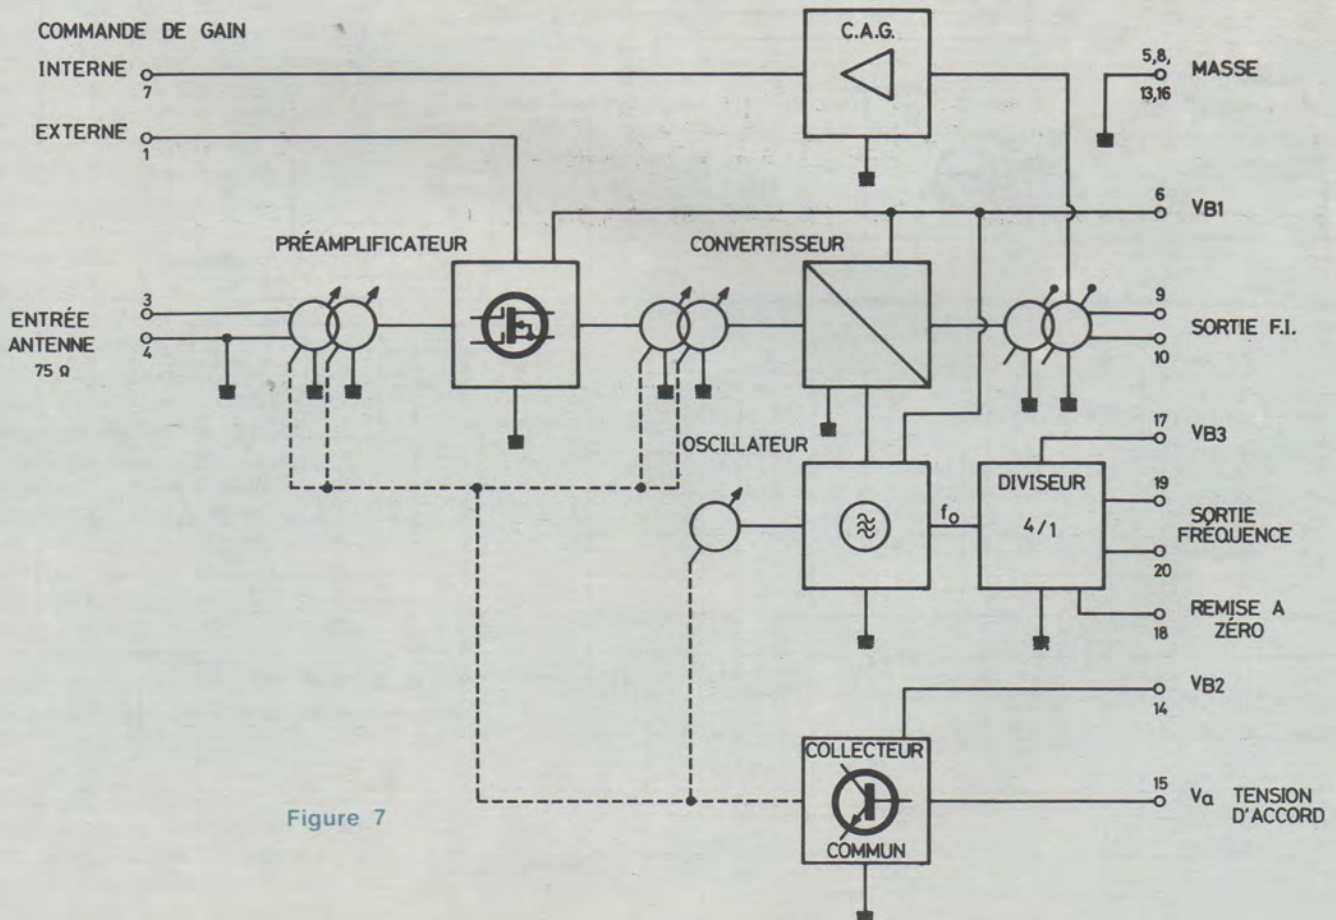 COMMANDE DE GAIN
INTERNE
7
EXTERNE
1
C.A.G.
5,8,
13,16
MASSE
6
VB1
PRÉAMPLIFICATEUR
CONVERTISSEUR
3
ENTRÉE
ANTENNE
4
75 Ω
9
SORTIE F.I.
10
OSCILLATEUR
17
VB3
DIVISEUR
4/1
fo
19
SORTIE
FRÉQUENCE
20
REMISE A
ZÉRO
18
VB2
14
COLLECTEUR
COMMUN
15
Va TENSION
D'ACCORD
Figure 7